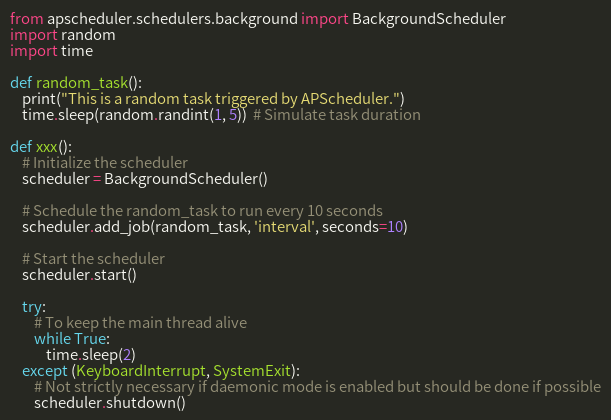 from apscheduler.schedulers.background import BackgroundScheduler
import random
import time

def random_task():
    print("This is a random task triggered by APScheduler.")
    time.sleep(random.randint(1, 5))  # Simulate task duration

def xxx():
    # Initialize the scheduler
    scheduler = BackgroundScheduler()

    # Schedule the random_task to run every 10 seconds
    scheduler.add_job(random_task, 'interval', seconds=10)

    # Start the scheduler
    scheduler.start()

    try:
        # To keep the main thread alive
        while True:
            time.sleep(2)
    except (KeyboardInterrupt, SystemExit):
        # Not strictly necessary if daemonic mode is enabled but should be done if possible
        scheduler.shutdown()